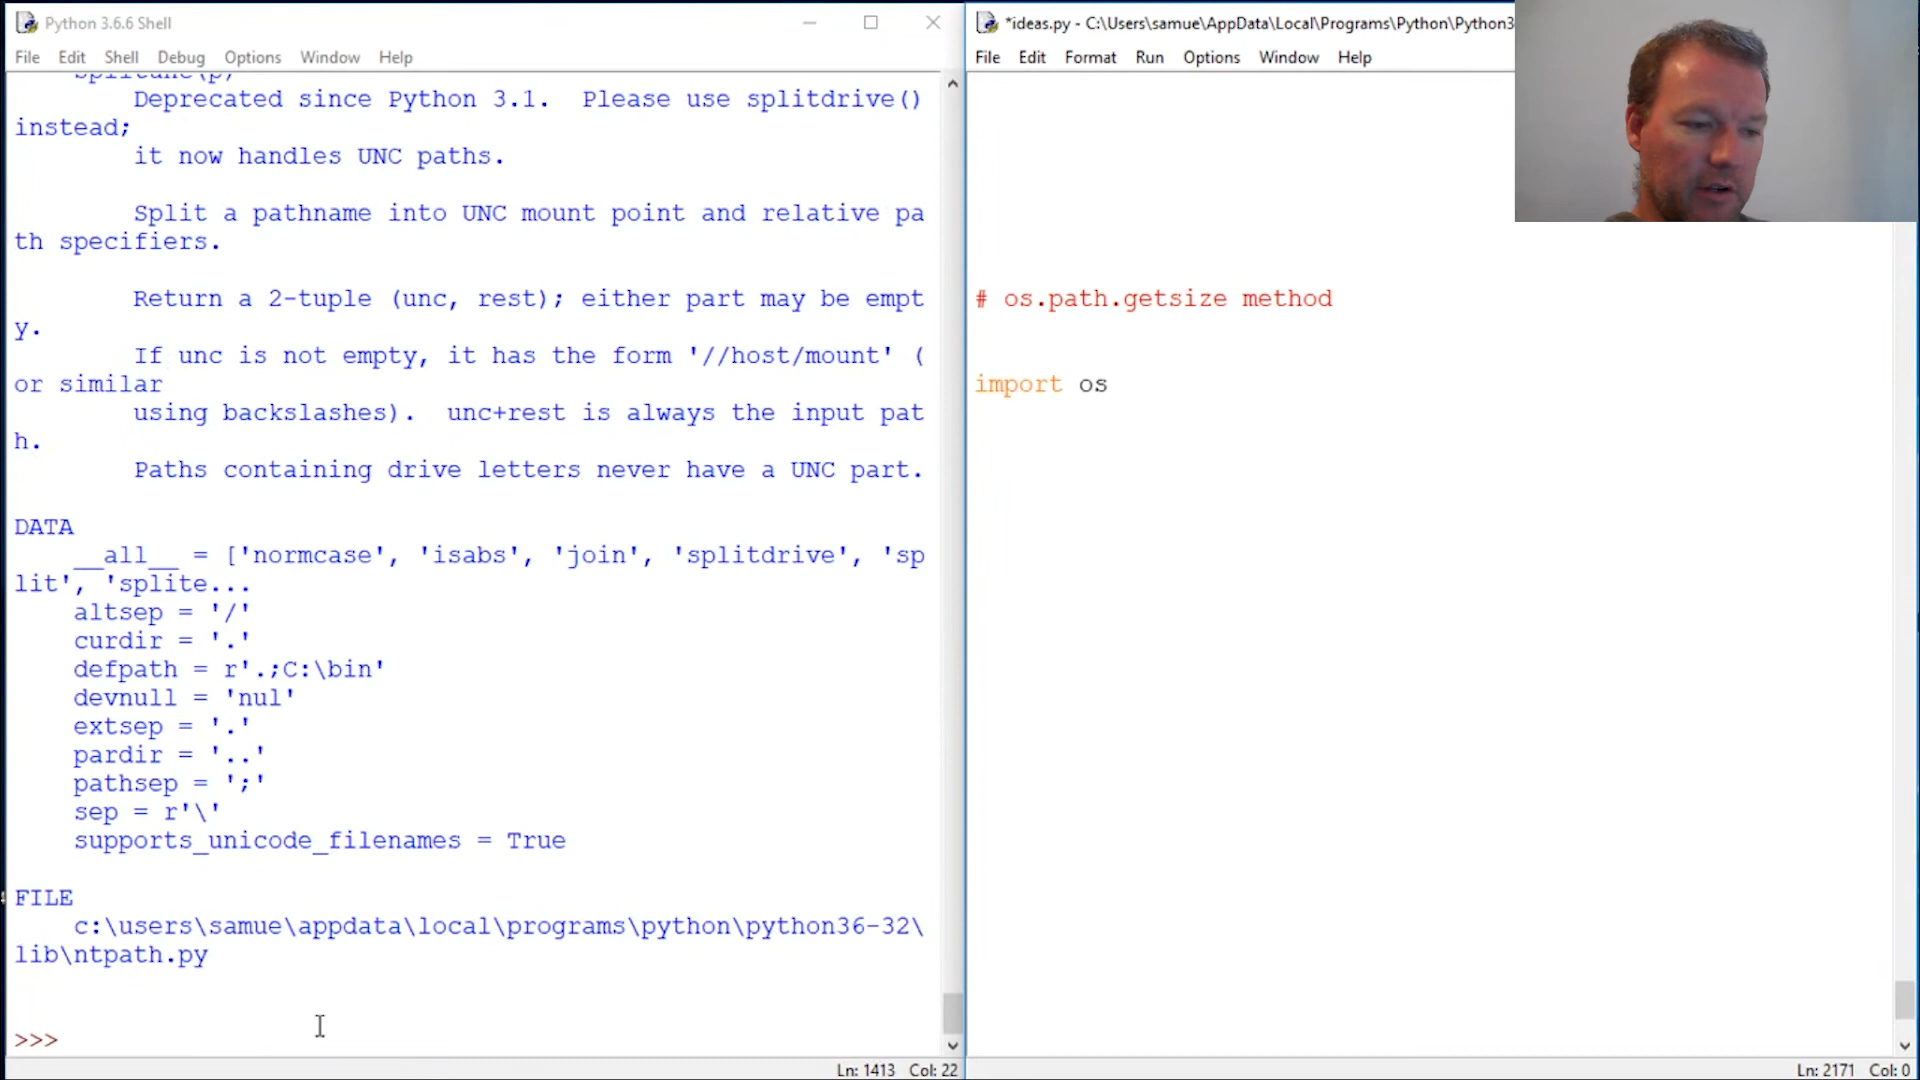 Python 3.6.6 Shell
File Edit Shell Debug Options Window Help
splitunc(p)
Deprecated since Python 3.1.  Please use splitdrive()
instead;
it now handles UNC paths.
Split a pathname into UNC mount point and relative pa
th specifiers.
Return a 2-tuple (unc, rest); either part may be empt
y.
If unc is not empty, it has the form '//host/mount' (
or similar
using backslashes).  unc+rest is always the input pat
h.
Paths containing drive letters never have a UNC part.
DATA
__all__ = ['normcase', 'isabs', 'join', 'splitdrive', 'sp
lit', 'splite...
altsep = '/'
curdir = '.'
defpath = r'.;C:\bin'
devnull = 'nul'
extsep = '.'
pardir = '..'
pathsep = ';'
sep = r'\'
supports_unicode_filenames = True
FILE
c:\users\samue\appdata\local\programs\python\python36-32\
lib\ntpath.py
>>>
Ln: 1413 Col: 22
*ideas.py - C:\Users\samue\AppData\Local\Programs\Python\Python3
File Edit Format Run Options Window Help
# os.path.getsize method
import os
Ln: 2171 Col: 0